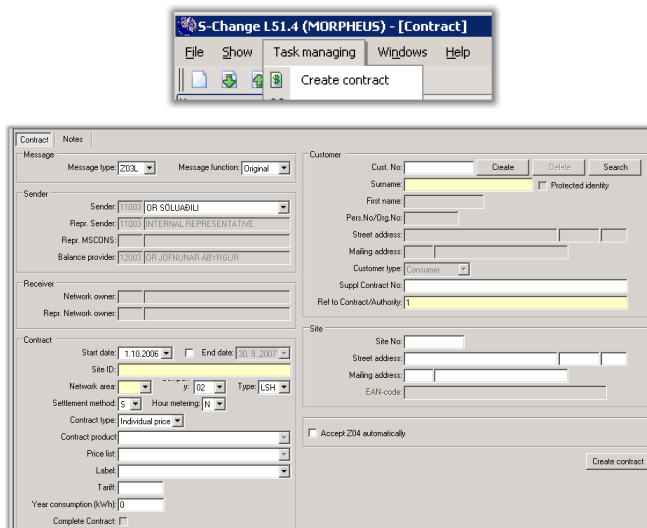 S-Change L51.4 (MORPHEUS) - [Contract]
File Show Task managing Windows Help
Create contract
Contract Notes
Message
Message type: Z03L Message function: Original
Sender
Sender: 11003 OR SÖLUAÐILI
Repr. Sender: 11003 INTERNAL REPRESENTATIVE
Repr. MSCONS:
Balance provider: 12003 OR JÖFNUNAR ÁBYRGUR
Receiver
Network owner:
Repr. Network owner:
Contract
Start date: 1.10.2006 End date: 30. 9 .2007
Site ID:
Network area: y: 02 Type: LSH
Settlement method: S Hour metering: N
Contract type: Individual price
Contract product
Price list:
Label:
Tariff:
Year consumption (kWh): 0
Complete Contract:
Customer
Cust. No: Create Delete Search
Surname: Protected identity
First name:
Pers.No/Org.No:
Street address:
Mailing address:
Customer type: Consumer
Suppl Contract No:
Ref to Contract/Authority: 1
Site
Site No:
Street address:
Mailing address:
EAN-code:
Accept Z04 automatically
Create contract